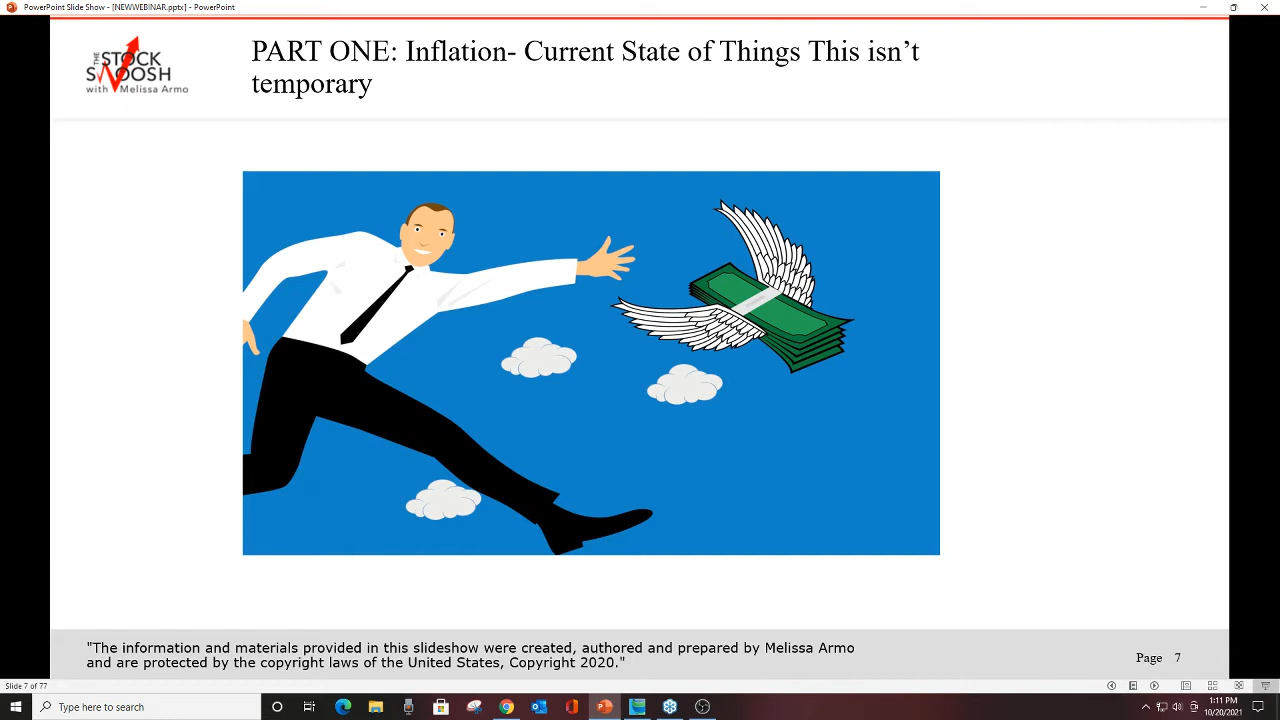 PowerPoint Slide Show - [NEWWEBINAR.pptx] - PowerPoint
THE
STOCK
SWOOSH
with Melissa Armo
PART ONE: Inflation- Current State of Things This isn’t
temporary
"The information and materials provided in this slideshow were created, authored and prepared by Melissa Armo
and are protected by the copyright laws of the United States, Copyright 2020."
Page 7
Slide 7 of 77
Type here to search
1:11 PM
10/20/2021